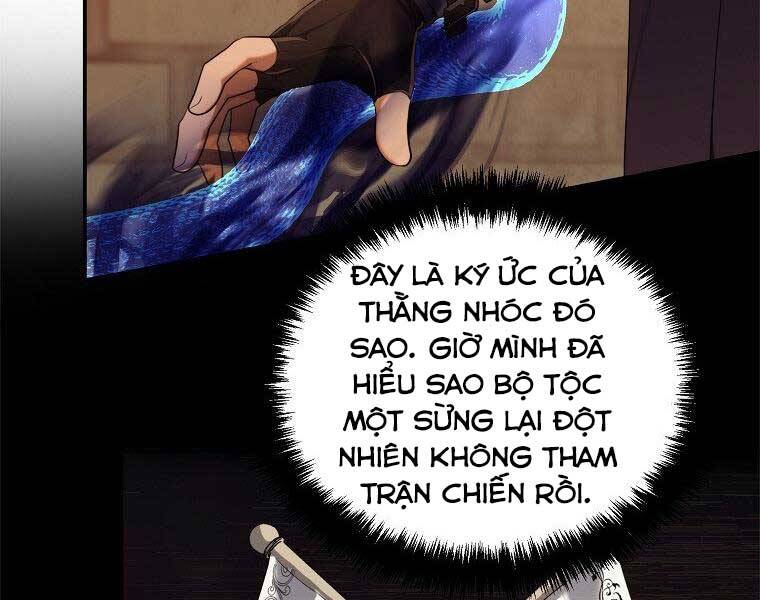 ĐÂY LÀ KÝ ỨC CỦA
THẰNG NHÓC ĐÓ
SAO. GIỜ MÌNH ĐÃ
HIỂU SAO BỘ TỘC
MỘT SỪNG LẠI ĐỘT
NHIÊN KHÔNG THAM
TRẬN CHIẾN RỒI.